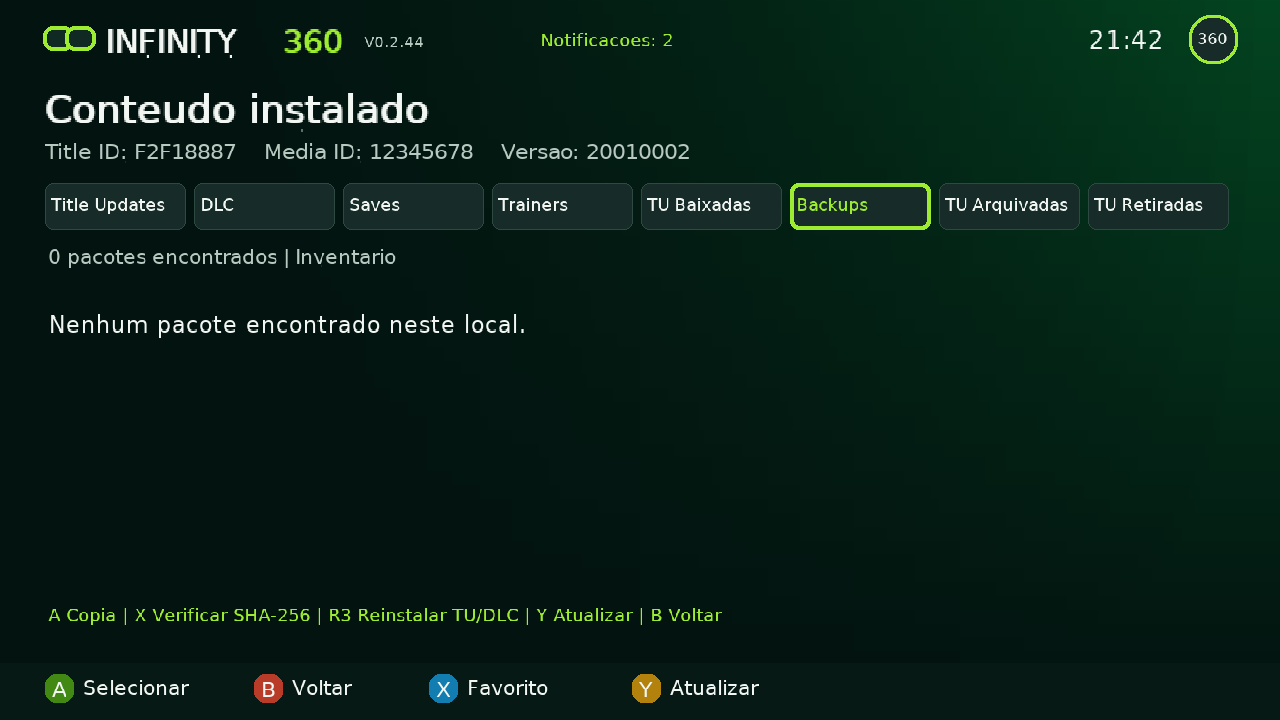 INFINITY 360 V0.2.44 Notificacoes: 2 21:42 360
Conteudo instalado
Title ID: F2F18887 Media ID: 12345678 Versao: 20010002
Title Updates DLC Saves Trainers TU Baixadas Backups TU Arquivadas TU Retiradas
0 pacotes encontrados | Inventario
Nenhum pacote encontrado neste local.
A Copia | X Verificar SHA-256 | R3 Reinstalar TU/DLC | Y Atualizar | B Voltar
A Selecionar B Voltar X Favorito Y Atualizar